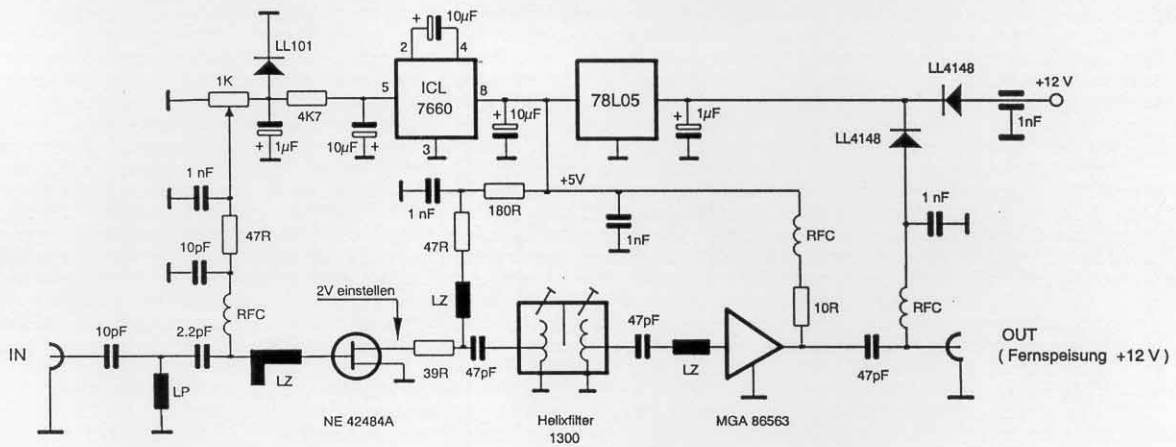 10µF
+
2
4
LL101
1K
5
ICL
7660
8
78L05
LL4148
+12 V
4K7
3
+
1µF
10µF
+
+
10µF
+
1µF
LL4148
1nF
1 nF
1 nF
180R
+5V
1nF
1 nF
47R
47R
RFC
10pF
LZ
10R
RFC
RFC
2V einstellen
IN
10pF
2.2pF
47pF
OUT
( Fernspeisung +12 V )
LP
LZ
39R
47pF
LZ
47pF
NE 42484A
Helixfilter
1300
MGA 86563